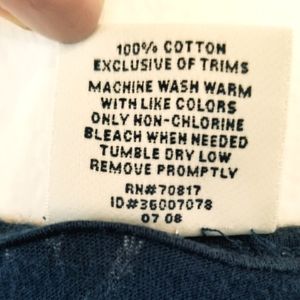 100% COTTON
EXCLUSIVE OF TRIMS
MACHINE WASH WARM
WITH LIKE COLORS
ONLY NON-CHLORINE
BLEACH WHEN NEEDED
TUMBLE DRY LOW
REMOVE PROMPTLY
RN#70817
ID#36007078
07 08